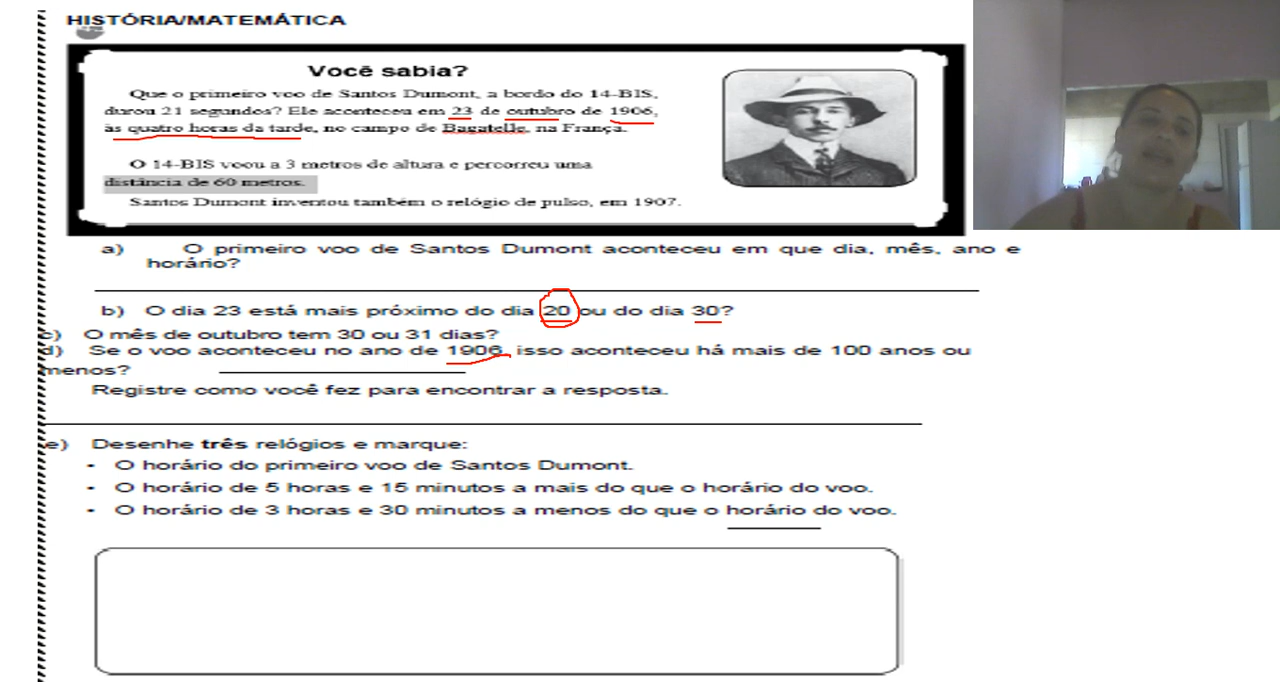 HISTÓRIA/MATEMÁTICA
Você sabia?
Que o primeiro voo de Santos Dumont, a bordo do 14-BIS,
durou 21 segundos? Ele aconteceu em 23 de outubro de 1906,
às quatro horas da tarde, no campo de Bagatelle, na França.
O 14-BIS voou a 3 metros de altura e percorreu uma
distância de 60 metros.
Santos Dumont inventou também o relógio de pulso, em 1907.
a) O primeiro voo de Santos Dumont aconteceu em que dia, mês, ano e
horário?
b) O dia 23 está mais próximo do dia 20 ou do dia 30?
c) O mês de outubro tem 30 ou 31 dias?
d) Se o voo aconteceu no ano de 1906, isso aconteceu há mais de 100 anos ou
menos?
Registre como você fez para encontrar a resposta.
e) Desenhe três relógios e marque:
• O horário do primeiro voo de Santos Dumont.
• O horário de 5 horas e 15 minutos a mais do que o horário do voo.
• O horário de 3 horas e 30 minutos a menos do que o horário do voo.